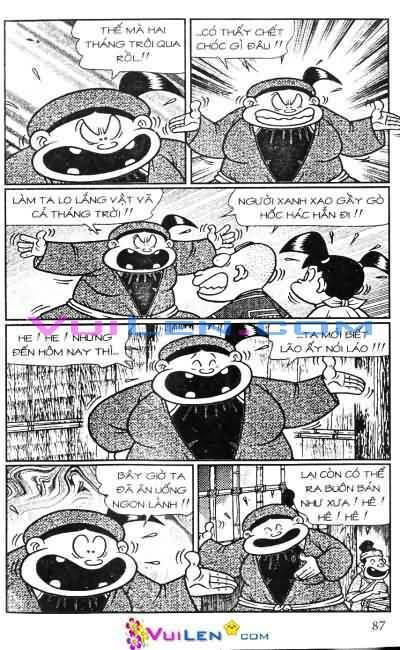 THẾ MÀ HAI
THÁNG TRÔI QUA
RỒI..!!
..CÓ THẤY CHẾT
CHÓC GÌ ĐÂU !!
LÀM TA LO LẮNG VẬT VÃ
CẢ THÁNG TRỜI !!
NGƯỜI XANH XAO GẦY GÒ
HỐC HÁC HẲN ĐI !!
HE ! HE ! NHƯNG
ĐẾN HÔM NAY THÌ...
...TA MỚI BIẾT
LÃO ẤY NÓI LÁO !!!
VuiLen.com
BÂY GIỜ TA
ĐÃ ĂN UỐNG
NGON LÀNH !!
LẠI CÒN CÓ THỂ
RA BUÔN BÁN
NHƯ XƯA ! HÊ !
HÊ ! HÊ !
87
VuiLen.com